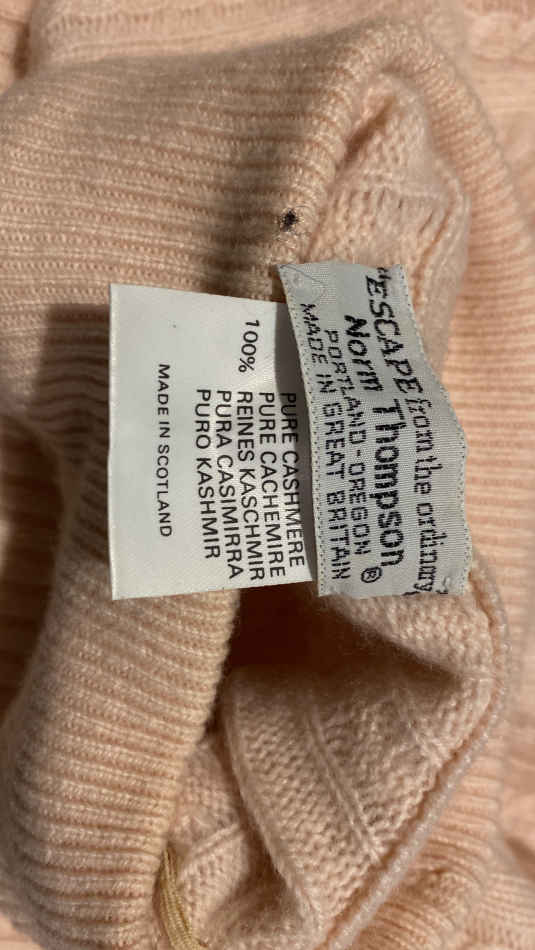 "ESCAPE from the ordinary"
Norm Thompson®
PORTLAND-OREGON
MADE IN GREAT BRITAIN
100% PURE CASHMERE
PURE CACHEMIRE
REINES KASCHMIR
PURA CASIMIRRA
PURO KASHMIR
MADE IN SCOTLAND